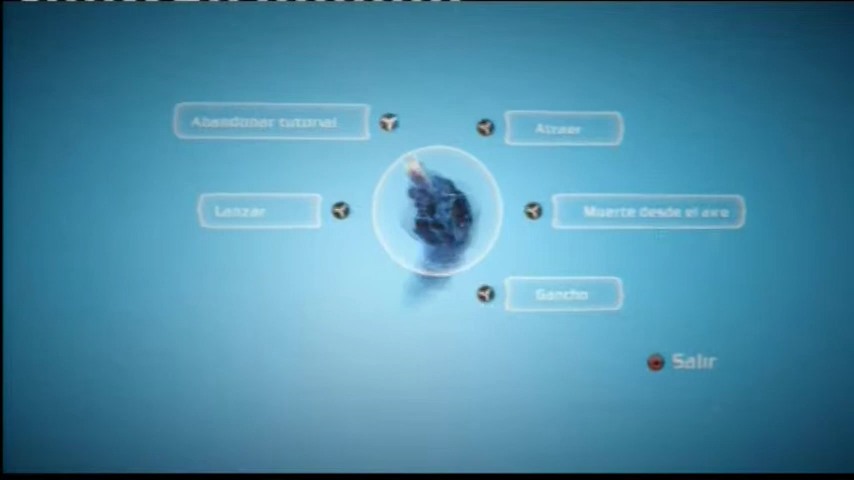 Abandonar tutorial
Atraer
Lanzar
Muerte desde el aire
Gancho
Salir